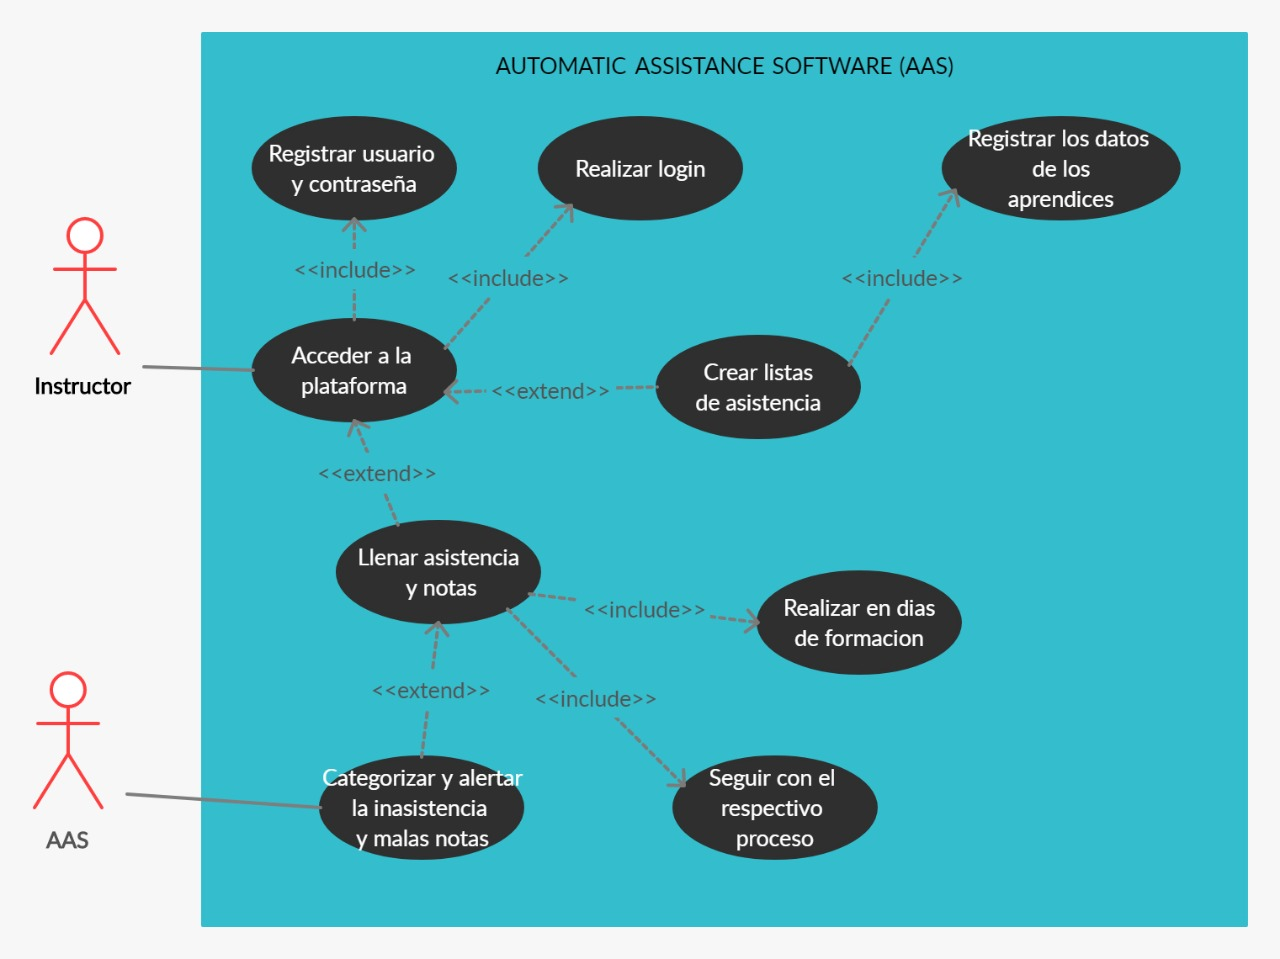 AUTOMATIC ASSISTANCE SOFTWARE (AAS)
Registrar usuario
y contraseña
Realizar login
Registrar los datos
de los
aprendices
<<include>>
<<include>>
<<include>>
Instructor
Acceder a la
plataforma
<<extend>>
Crear listas
de asistencia
<<extend>>
Llenar asistencia
y notas
<<include>>
Realizar en dias
de formacion
<<extend>>
<<include>>
AAS
Categorizar y alertar
la inasistencia
y malas notas
Seguir con el
respectivo
proceso